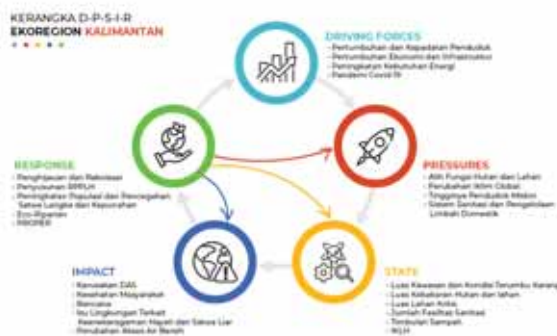 KERANGKA D-P-S-I-R
EKOREGION KALIMANTAN
DRIVING FORCES
- Pertumbuhan dan Kepadatan Penduduk
- Pertumbuhan Ekonomi dan Infrastruktur
- Peningkatan Kebutuhan Energi
- Pandemi Covid-19
RESPONSE
- Penghijauan dan Reboisasi
- Penyusunan RPPLH
- Peningkatan Populasi dan Pencegahan
Satwa Langka dari Kepunahan
- Eco-Riparian
- PROPER
PRESSURES
- Alih Fungsi Hutan dan Lahan
- Perubahan Iklim Global
- Tingginya Penduduk Miskin
- Sistem Sanitasi dan Pengelolaan
Limbah Domestik
IMPACT
- Kerusakan DAS
- Kesehatan Masyarakat
- Bencana
- Isu Lingkungan Terkait
Keanekaragaman Hayati dan Satwa Liar
- Perubahan Akses Air Bersih
STATE
- Luas Kawasan dan Kondisi Terumbu Karang
- Luas Kebakaran Hutan dan lahan
- Luas Lahan Kritis
- Jumlah Fasilitas Sanitasi
- Timbulan Sampah
- IKLH